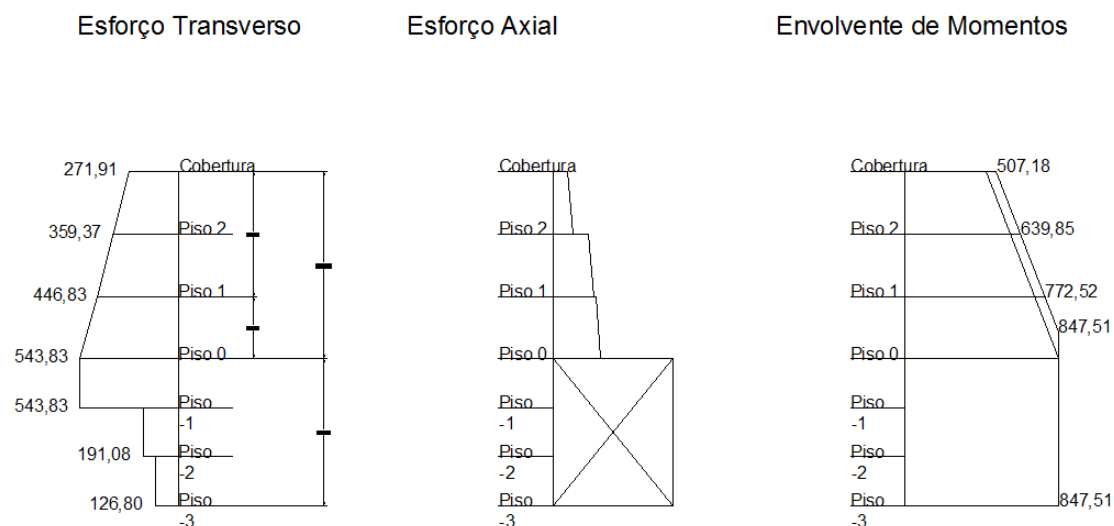 Esforço Transverso
Esforço Axial
Envolvente de Momentos
271,91
Cobertura
359,37
Piso 2
446,83
Piso 1
543,83
Piso 0
543,83
Piso
-1
191,08
Piso
-2
126,80
Piso
-3
Cobertura
Piso 2
Piso 1
Piso 0
Piso
-1
Piso
-2
Piso
-3
Cobertura
507,18
Piso 2
639,85
Piso 1
772,52
847,51
Piso 0
Piso
-1
Piso
-2
Piso
-3
847,51